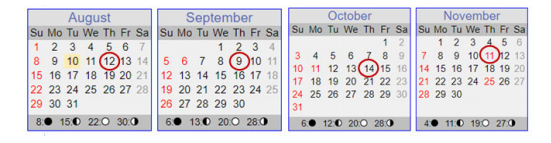 August
Su Mo Tu We Th Fr Sa
1 2 3 4 5 6 7
8 9 10 11 12 13 14
15 16 17 18 19 20 21
22 23 24 25 26 27 28
29 30 31
8:● 15:◐ 22:○ 30:◑
September
Su Mo Tu We Th Fr Sa
1 2 3 4
5 6 7 8 9 10 11
12 13 14 15 16 17 18
19 20 21 22 23 24 25
26 27 28 29 30
6:● 13:◐ 20:○ 28:◑
October
Su Mo Tu We Th Fr Sa
1 2
3 4 5 6 7 8 9
10 11 12 13 14 15 16
17 18 19 20 21 22 23
24 25 26 27 28 29 30
31
6:● 12:◐ 20:○ 28:◑
November
Su Mo Tu We Th Fr Sa
1 2 3 4 5 6
7 8 9 10 11 12 13
14 15 16 17 18 19 20
21 22 23 24 25 26 27
28 29 30
4:● 11:◐ 19:○ 27:◑